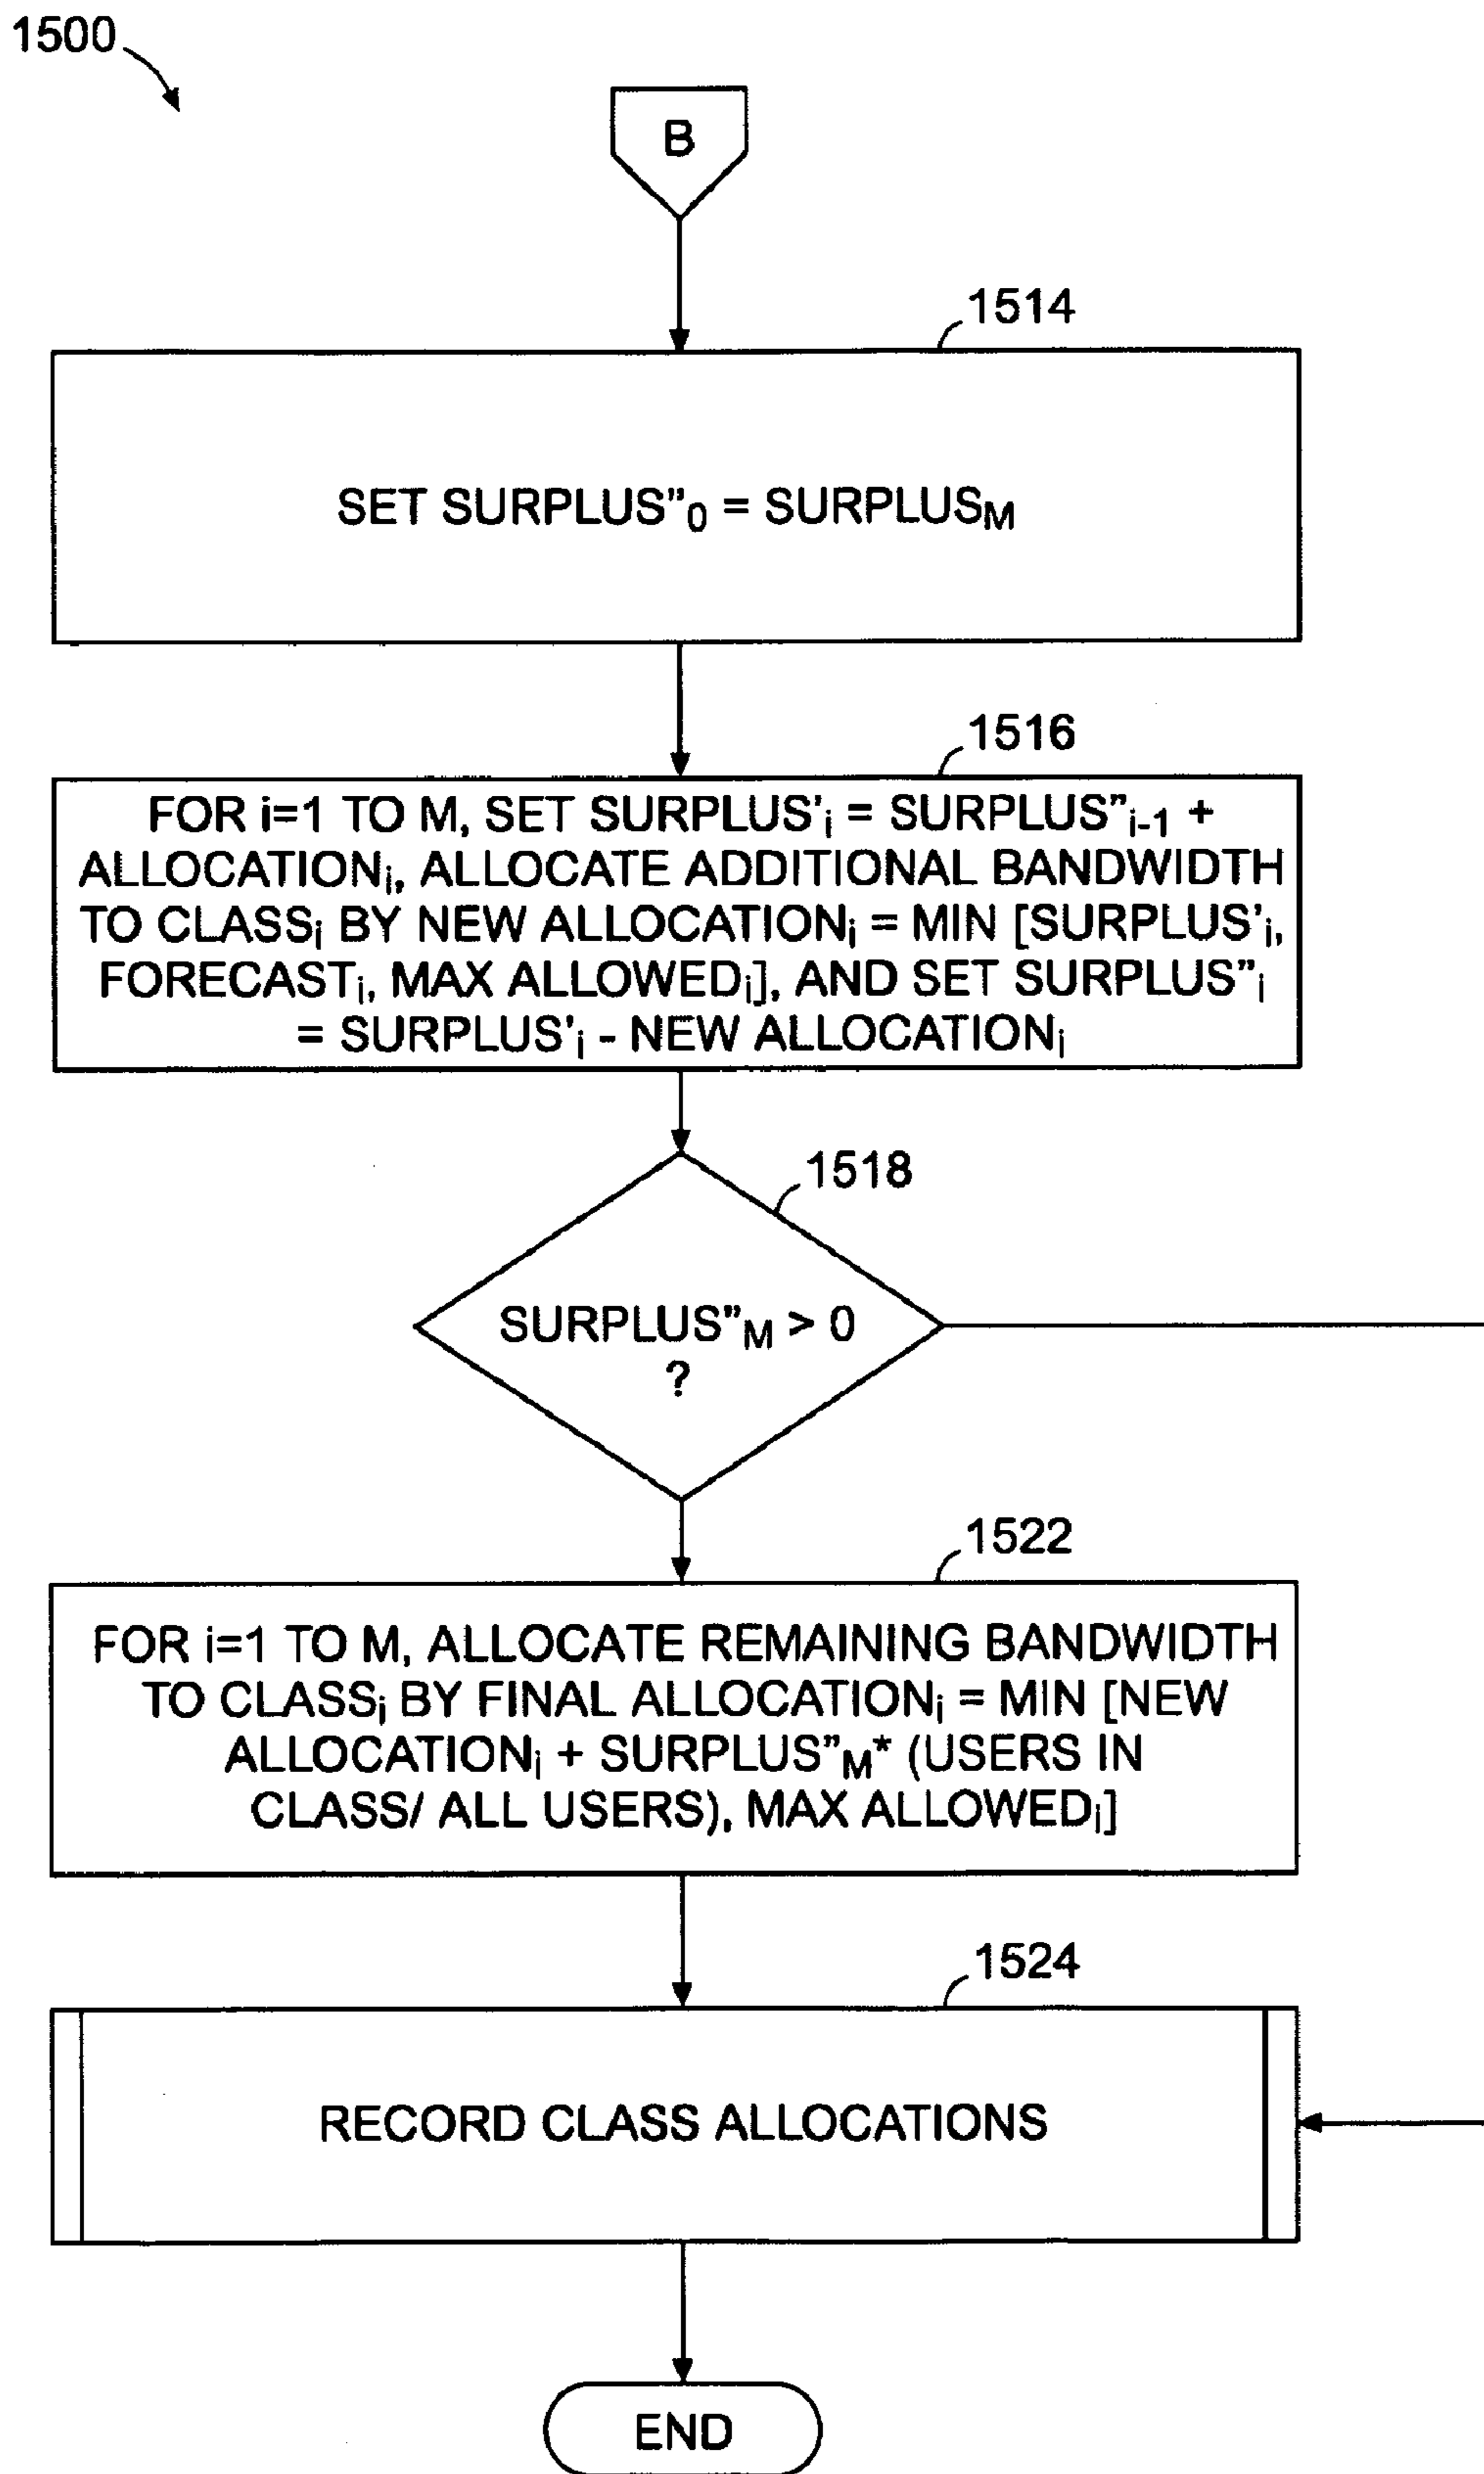 1500
B
1514
SET SURPLUS”₀ = SURPLUSM
1516
FOR i=1 TO M, SET SURPLUS'i = SURPLUS”i-1 +
ALLOCATIONi, ALLOCATE ADDITIONAL BANDWIDTH
TO CLASSi BY NEW ALLOCATIONi = MIN [SURPLUS'i,
FORECASTi, MAX ALLOWEDi], AND SET SURPLUS”i
= SURPLUS'i - NEW ALLOCATIONi
1518
SURPLUS”M > 0
?
1522
FOR i=1 TO M, ALLOCATE REMAINING BANDWIDTH
TO CLASSi BY FINAL ALLOCATIONi = MIN [NEW
ALLOCATIONi + SURPLUS”M* (USERS IN
CLASS/ ALL USERS), MAX ALLOWEDi]
1524
RECORD CLASS ALLOCATIONS
END